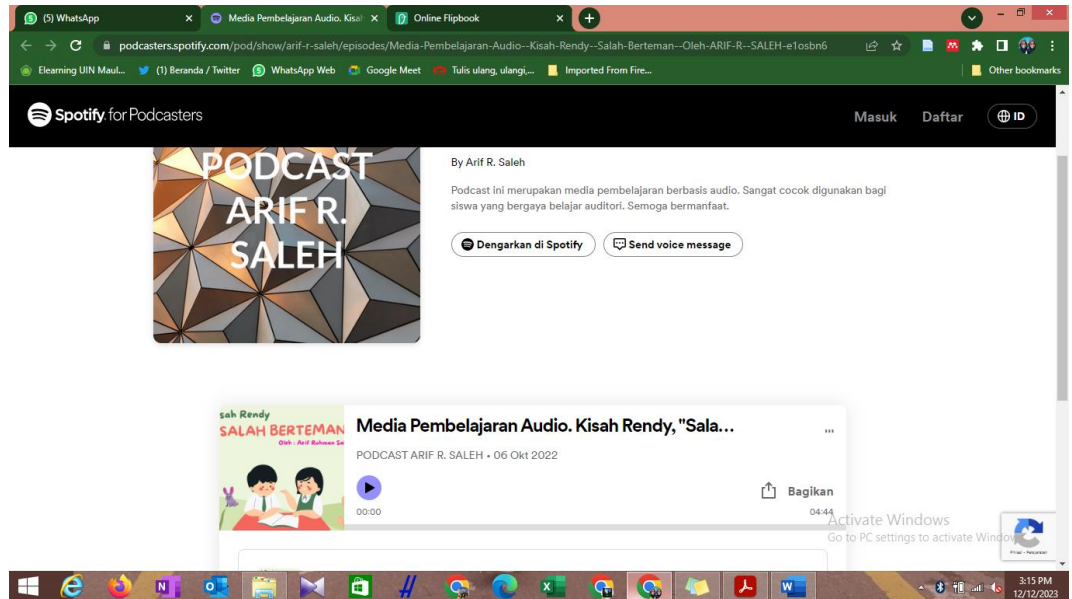 (5) WhatsApp
Media Pembelajaran Audio. Kisa
Online Flipbook
podcasters.spotify.com/pod/show/arif-r-saleh/episodes/Media-Pembelajaran-Audio--Kisah-Rendy--Salah-Berteman--Oleh-ARIF-R--SALEH-e1osbn6
Elearning UIN Maul...
(1) Beranda / Twitter
WhatsApp Web
Google Meet
Tulis ulang, ulangi,...
Imported From Fire...
Other bookmarks
Spotify for Podcasters
Masuk
Daftar
ID
PODCAST
ARIF R.
SALEH
By Arif R. Saleh
Podcast ini merupakan media pembelajaran berbasis audio. Sangat cocok digunakan bagi
siswa yang bergaya belajar auditori. Semoga bermanfaat.
Dengarkan di Spotify
Send voice message
sah Rendy
SALAH BERTEMAN
Oleh : Arif Rahman Sa
Media Pembelajaran Audio. Kisah Rendy, "Sala...
PODCAST ARIF R. SALEH • 06 Okt 2022
Bagikan
00:00
04:44
Activate Windows
Go to PC settings to activate Window
3:15 PM
12/12/2023